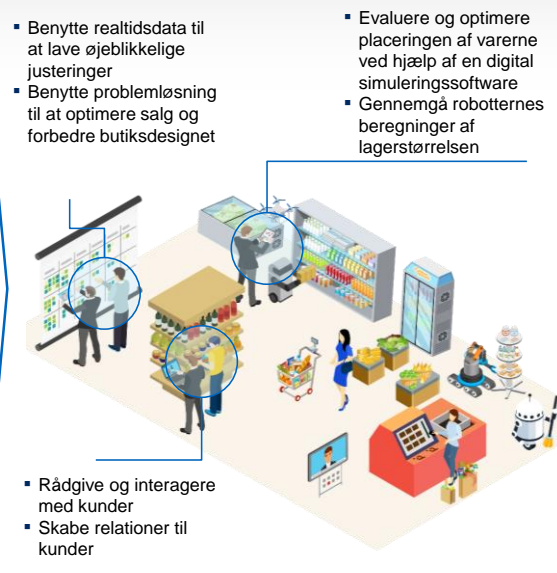 ▪ Benytte realtidsdata til
at lave øjeblikkelige
justeringer
▪ Benytte problemløsning
til at optimere salg og
forbedre butiksdesignet
▪ Evaluere og optimere
placeringen af varerne
ved hjælp af en digital
simuleringssoftware
▪ Gennemgå robotternes
beregninger af
lagerstørrelsen
▪ Rådgive og interagere
med kunder
▪ Skabe relationer til
kunder